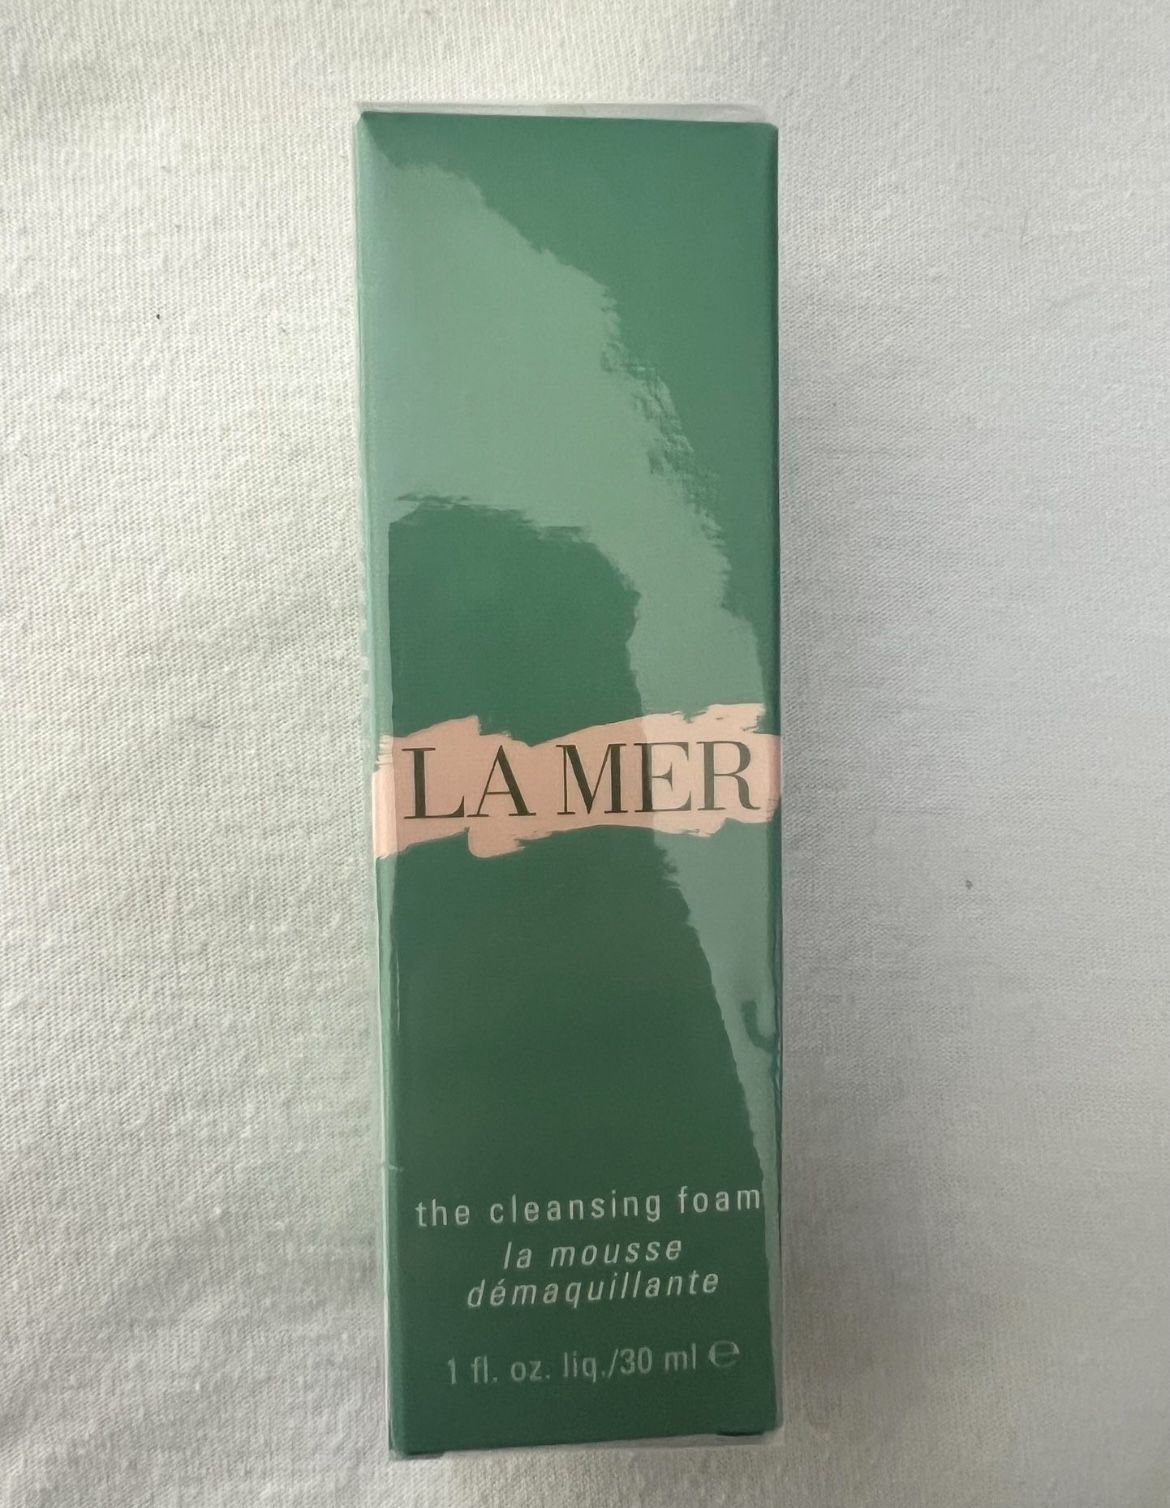 LA MER
the cleansing foam
la mousse
démaquillante
1 fl. oz. liq./30 ml ℮